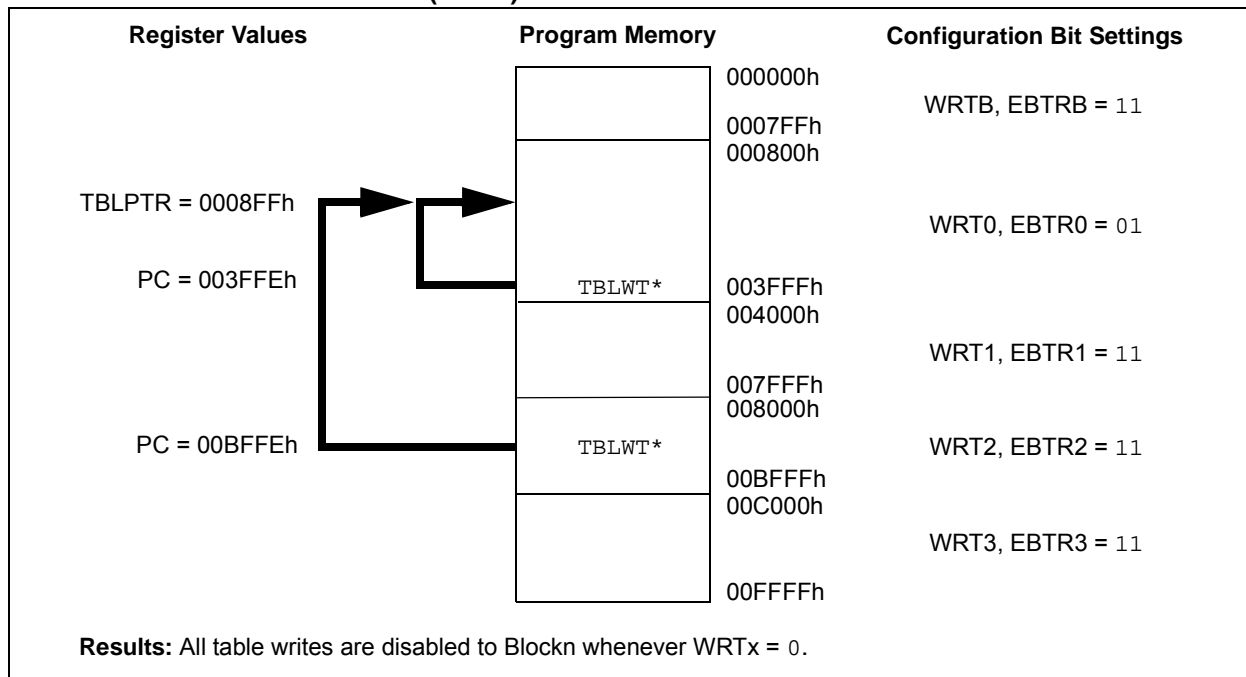 Register Values Program Memory Configuration Bit Settings
000000h
WRTB, EBTRB = 11
0007FFh
000800h
TBLPTR = 0008FFh
WRT0, EBTR0 = 01
PC = 003FFEh TBLWT* 003FFFh
004000h
WRT1, EBTR1 = 11
007FFFh
008000h
PC = 00BFFEh TBLWT* WRT2, EBTR2 = 11
00BFFFh
00C000h
WRT3, EBTR3 = 11
00FFFFh
Results: All table writes are disabled to Blockn whenever WRTx = 0.